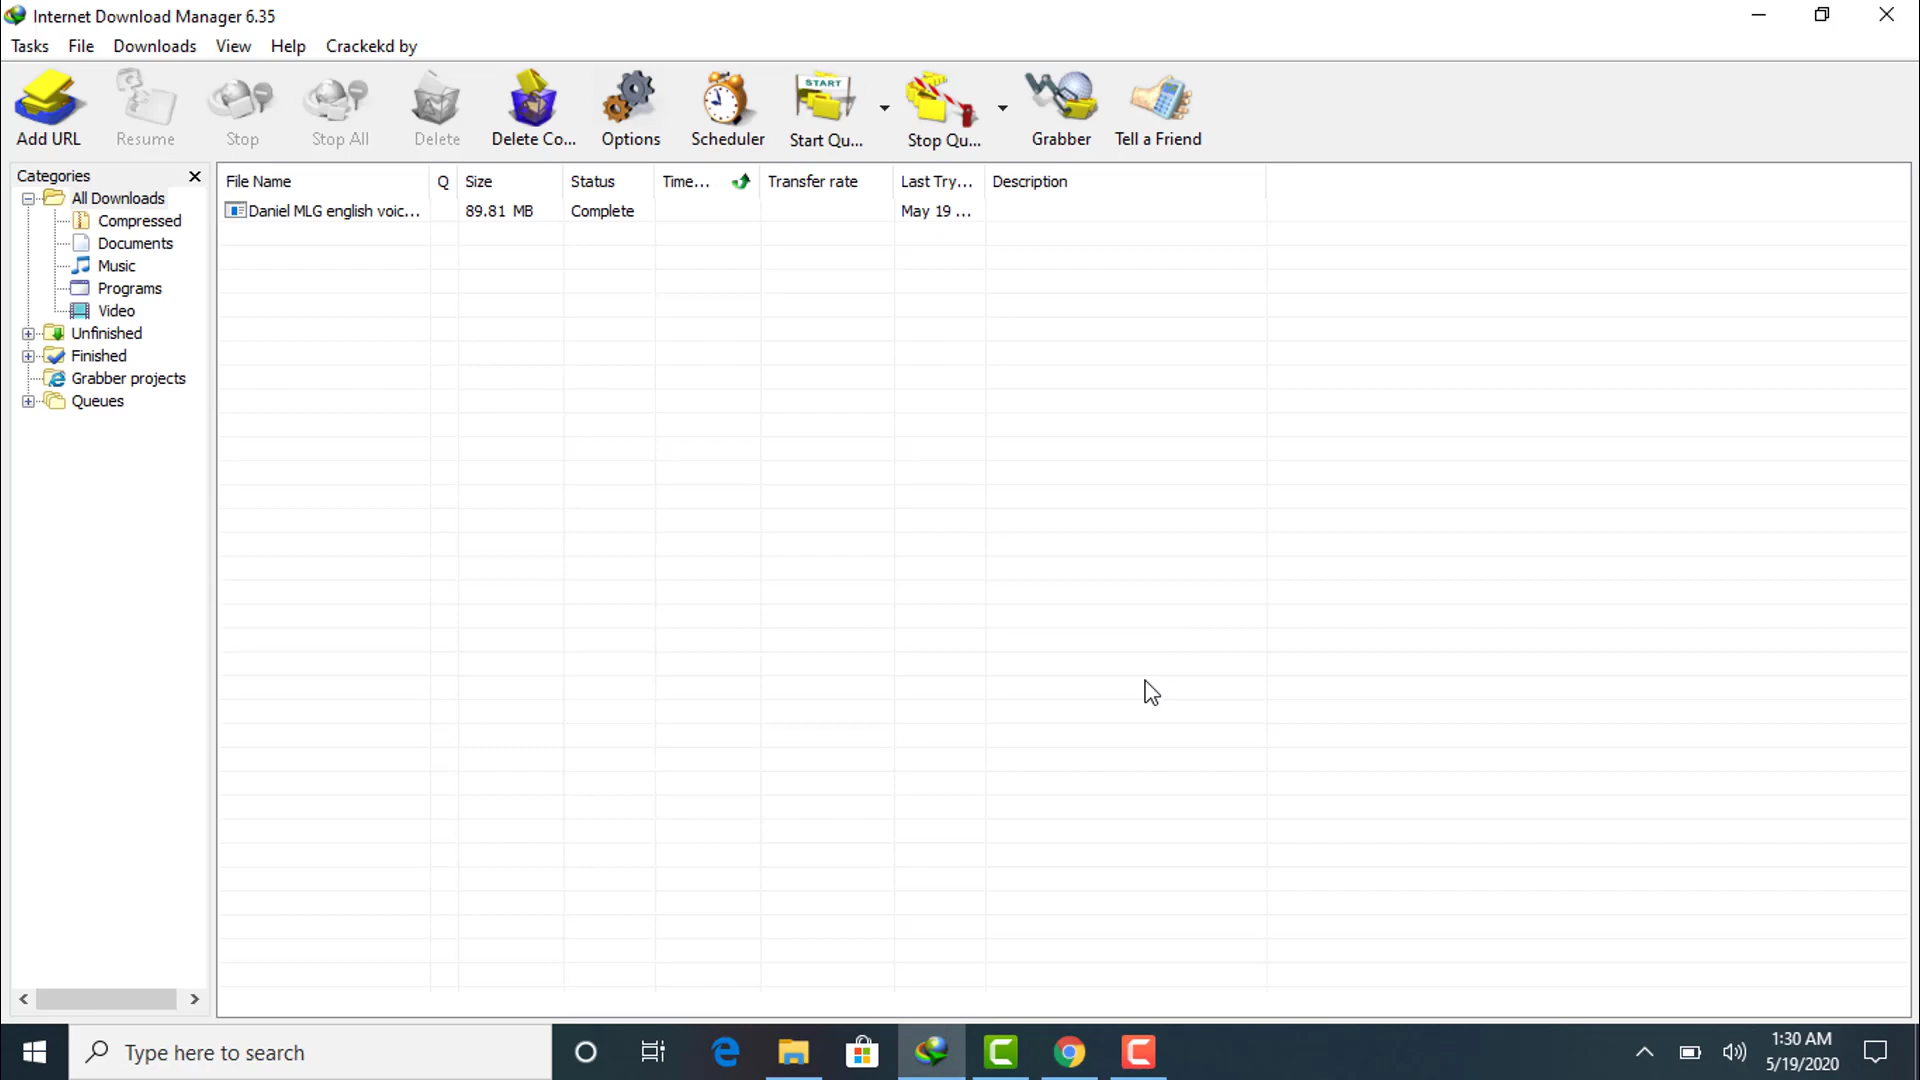 Internet Download Manager 6.35
Tasks File Downloads View Help Crackekd by
Add URL Resume Stop Stop All Delete Delete Co... Options Scheduler Start Qu... Stop Qu... Grabber Tell a Friend
START
Categories
File Name Q Size Status Time... Transfer rate Last Try... Description
All Downloads
Daniel MLG english voic... 89.81 MB Complete May 19 ...
Compressed
Documents
Music
Programs
Video
Unfinished
Finished
Grabber projects
Queues
Type here to search
1:30 AM
5/19/2020